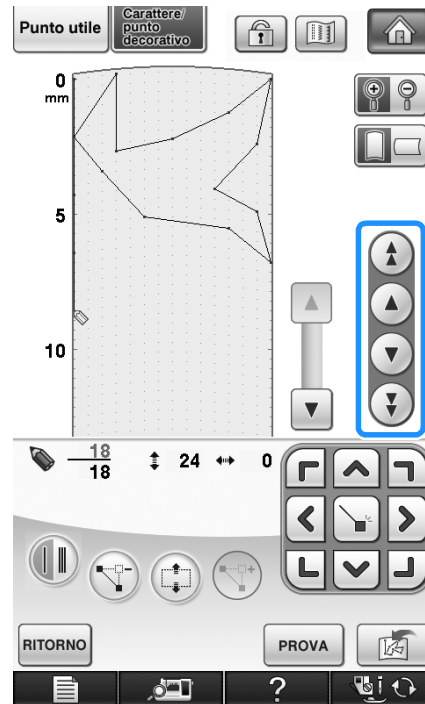 Punto utile
Carattere/
punto
decorativo
0
mm
5
10
18
18
24
0
RITORNO
PROVA
?